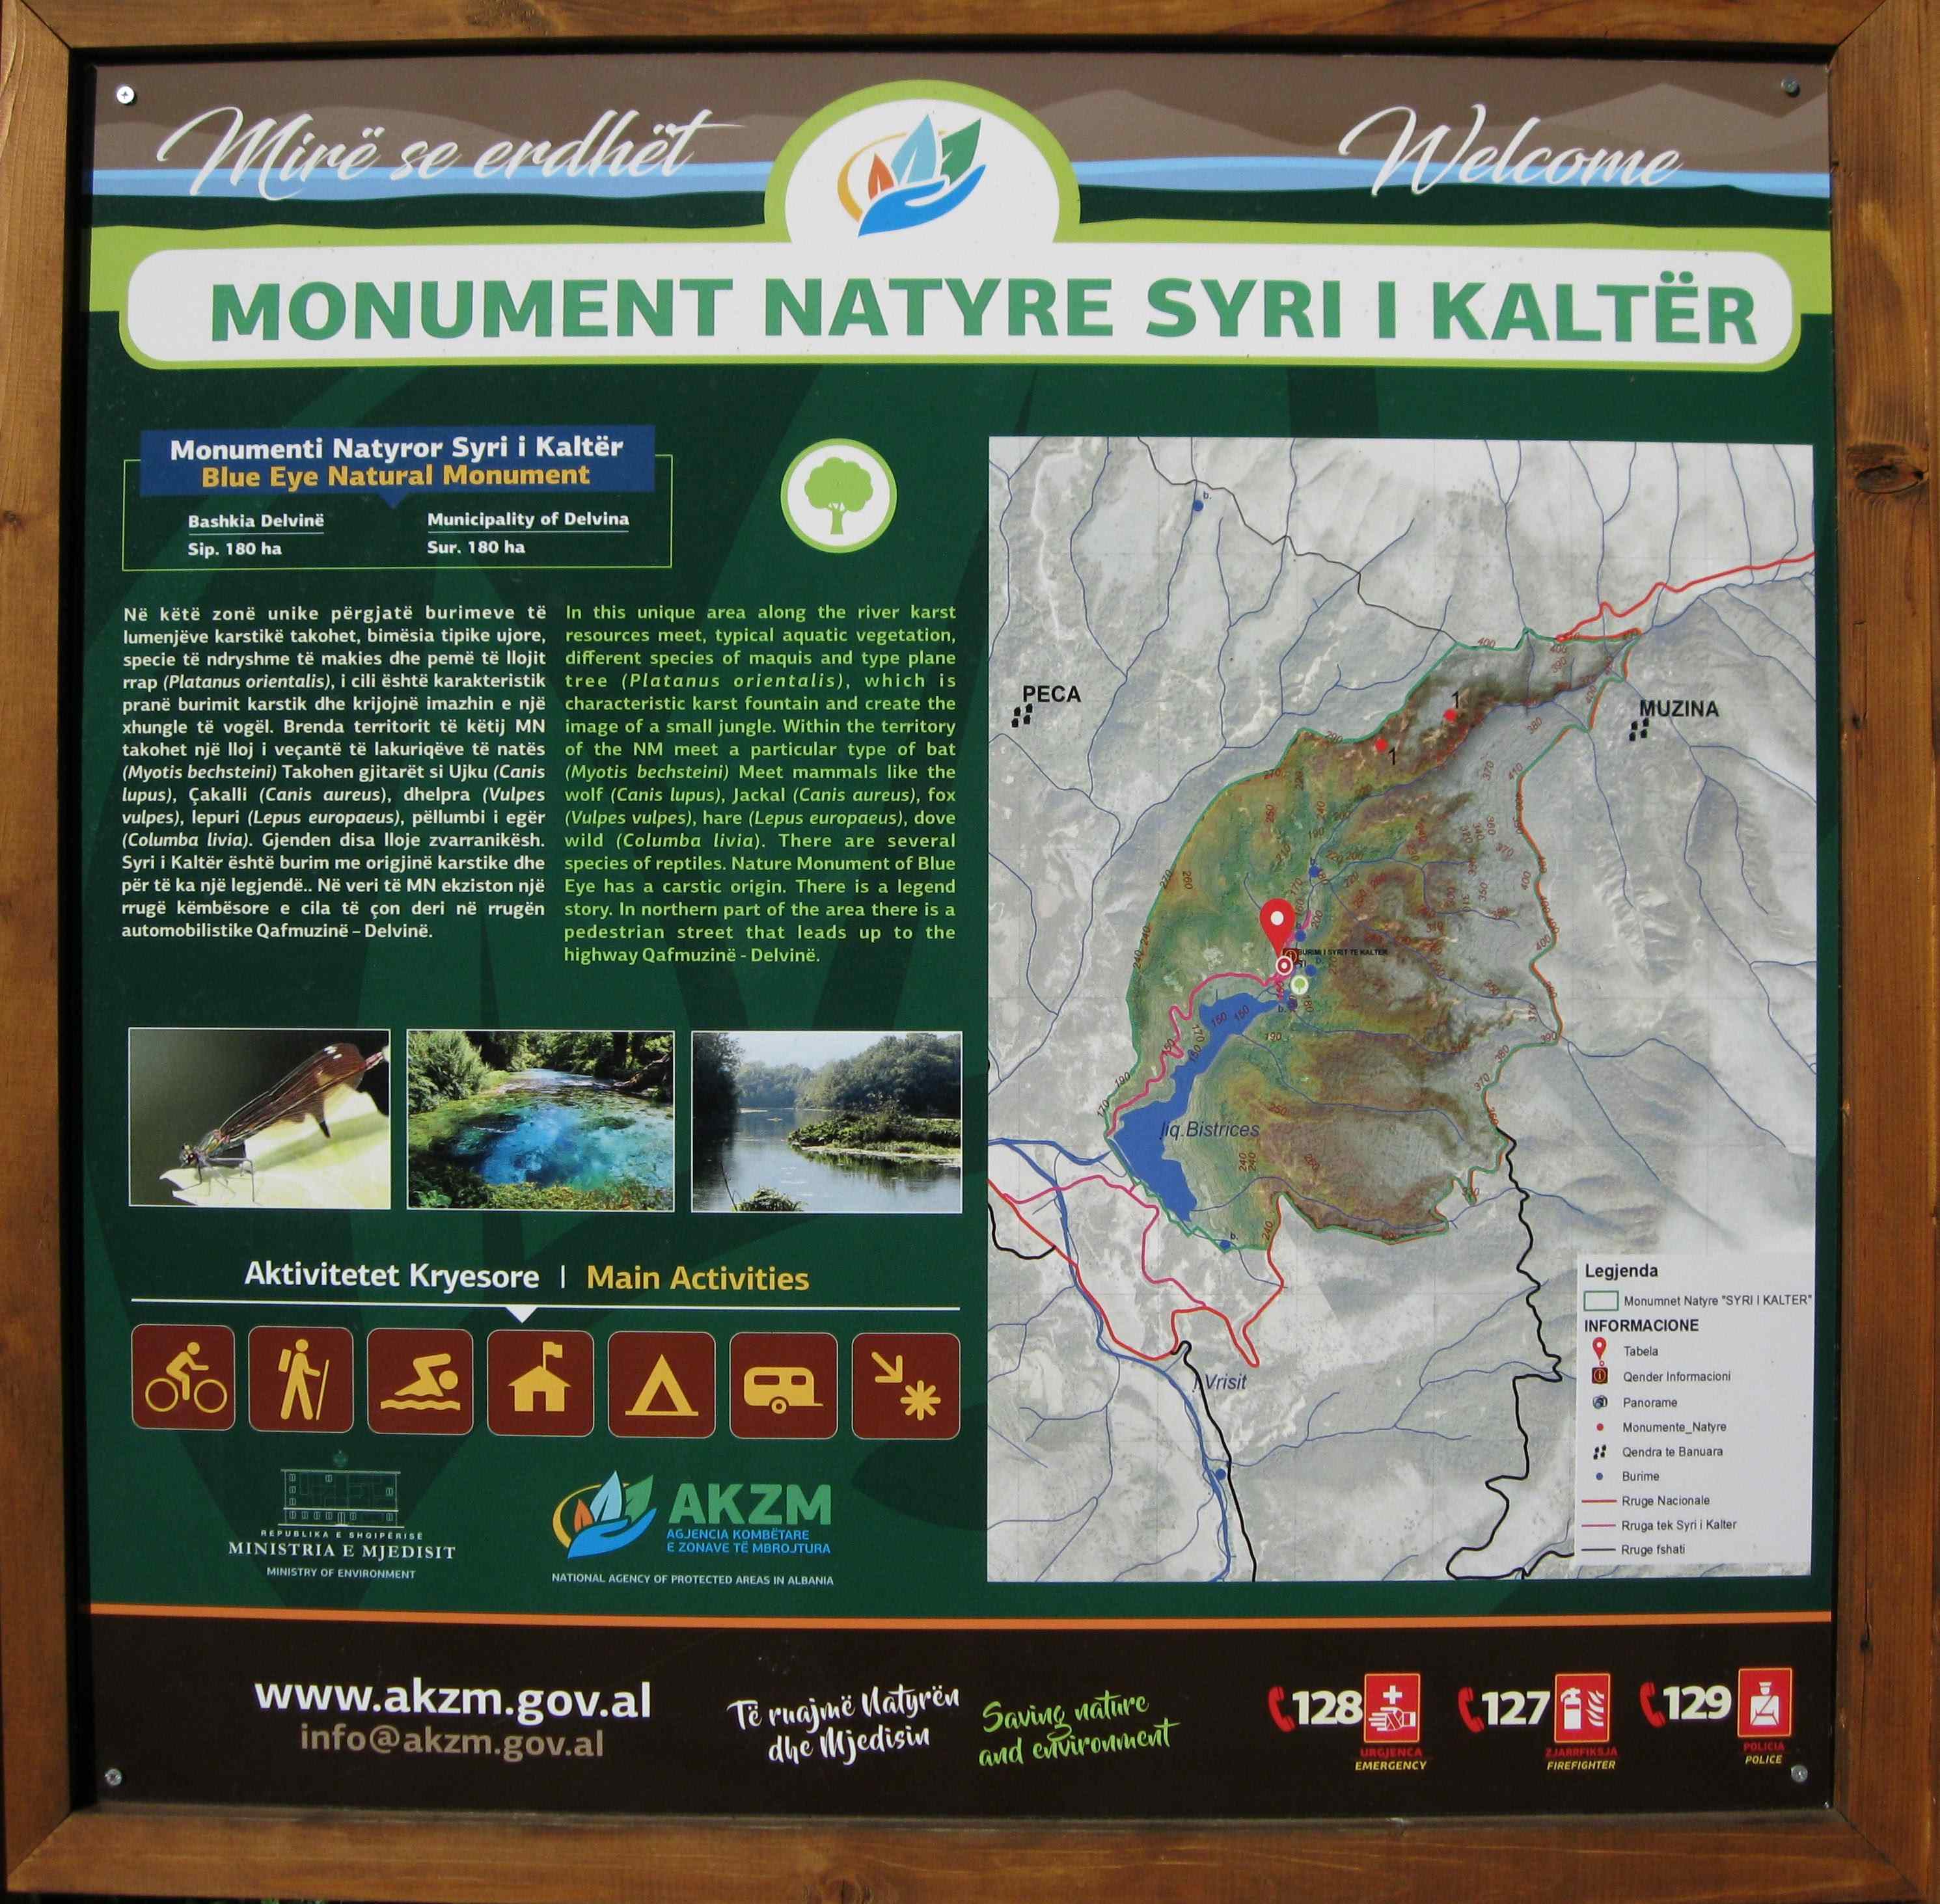 Mirë se erdhët
Welcome
MONUMENT NATYRE SYRI I KALTËR
Monumenti Natyror Syri i Kaltër
Blue Eye Natural Monument
Bashkia Delvinë
Sip. 180 ha
Municipality of Delvina
Sur. 180 ha
Në këtë zonë unike përgjatë burimeve të
lumenjëve karstikë takohet, bimësia tipike ujore,
specie të ndryshme të makies dhe pemë të llojit
rrap (Platanus orientalis), i cili është karakteristik
pranë burimit karstik dhe krijojnë imazhin e një
xhungle të vogël. Brenda territorit të këtij MN
takohet një lloj i veçantë të lakuriqëve të natës
(Myotis bechsteini) Takohen gjitarët si Ujku (Canis
lupus), Çakalli (Canis aureus), dhelpra (Vulpes
vulpes), lepuri (Lepus europaeus), pëllumbi i egër
(Columba livia). Gjenden disa lloje zvarranikësh.
Syri i Kaltër është burim me origjinë karstike dhe
për të ka një legjendë.. Në veri të MN ekziston një
rrugë këmbësore e cila të çon deri në rrugën
automobilistike Qafmuzinë – Delvinë.
In this unique area along the river karst
resources meet, typical aquatic vegetation,
different species of maquis and type plane
tree (Platanus orientalis), which is
characteristic karst fountain and create the
image of a small jungle. Within the territory
of the NM meet a particular type of bat
(Myotis bechsteini) Meet mammals like the
wolf (Canis lupus), Jackal (Canis aureus), fox
(Vulpes vulpes), hare (Lepus europaeus), dove
wild (Columba livia). There are several
species of reptiles. Nature Monument of Blue
Eye has a carstic origin. There is a legend
story. In northern part of the area there is a
pedestrian street that leads up to the
highway Qafmuzinë - Delvinë.
Aktivitetet Kryesore | Main Activities
REPUBLIKA E SHQIPËRISË
MINISTRIA E MJEDISIT
MINISTRY OF ENVIRONMENT
AKZM
AGJENCIA KOMBËTARE
E ZONAVE TË MBROJTURA
NATIONAL AGENCY OF PROTECTED AREAS IN ALBANIA
PECA
MUZINA
1
1
BURIMI I SYRIT TE KALTER
liq.Bistrices
l.Vrisit
Legjenda
Monumnet Natyre "SYRI I KALTER"
INFORMACIONE
Tabela
Qender Informacioni
Panorame
Monumente_Natyre
Qendra te Banuara
Burime
Rruge Nacionale
Rruga tek Syri i Kalter
Rruge fshati
www.akzm.gov.al
info@akzm.gov.al
Të ruajmë Natyrën
dhe Mjedisin
Saving nature
and environment
128
URGJENCA
EMERGENCY
127
ZJARRFIKSJA
FIREFIGHTER
129
POLICIA
POLICE